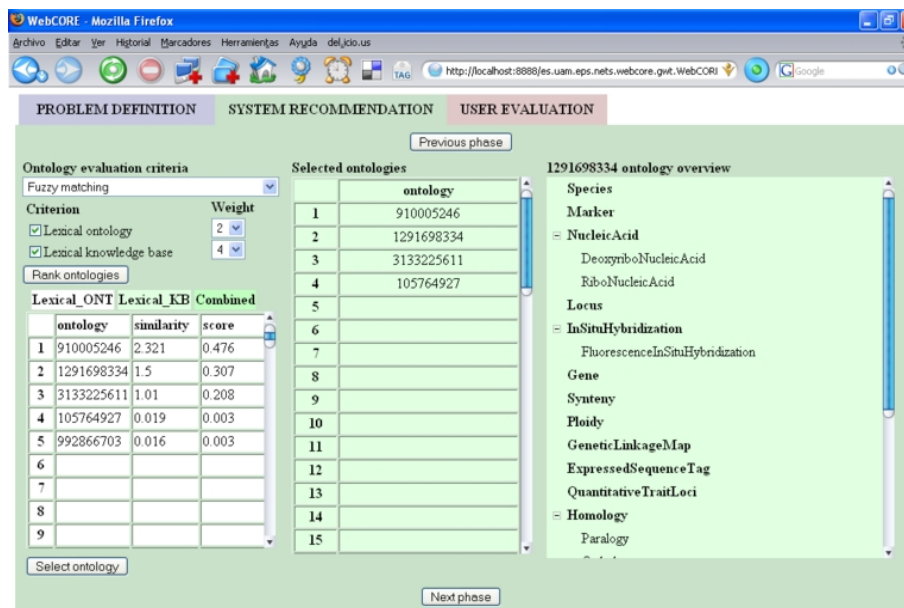 WebCORE - Mozilla Firefox
Archivo Editar Ver Historial Marcadores Herramientas Ayuda del.icio.us
TAG http://localhost:8888/es.uam.eps.nets.webcore.gwt.WebCORI Google
PROBLEM DEFINITION SYSTEM RECOMMENDATION USER EVALUATION
Previous phase
Ontology evaluation criteria
Fuzzy matching
Criterion Weight
Lexical ontology 2
Lexical knowledge base 4
Rank ontologies
Lexical_ONT Lexical_KB Combined
ontology similarity score
1 910005246 2.321 0.476
2 1291698334 1.5 0.307
3 3133225611 1.01 0.208
4 105764927 0.019 0.003
5 992866703 0.016 0.003
6
7
8
9
Select ontology
Selected ontologies
ontology
1 910005246
2 1291698334
3 3133225611
4 105764927
5
6
7
8
9
10
11
12
13
14
15
1291698334 ontology overview
Species
Marker
NucleicAcid
DeoxyriboNucleicAcid
RiboNucleicAcid
Locus
InSituHybridization
FluorescenceInSituHybridization
Gene
Synteny
Ploidy
GeneticLinkageMap
ExpressedSequenceTag
QuantitativeTraitLoci
Homology
Paralogy
Next phase